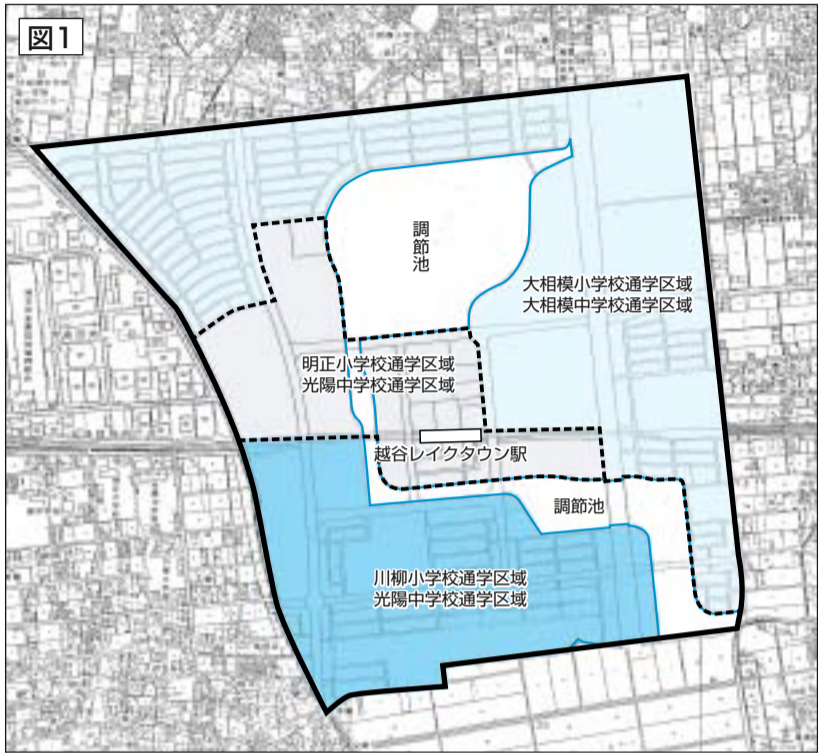 図1
調節池
大相模小学校通学区域
大相模中学校通学区域
明正小学校通学区域
光陽中学校通学区域
越谷レイクタウン駅
調節池
川柳小学校通学区域
光陽中学校通学区域